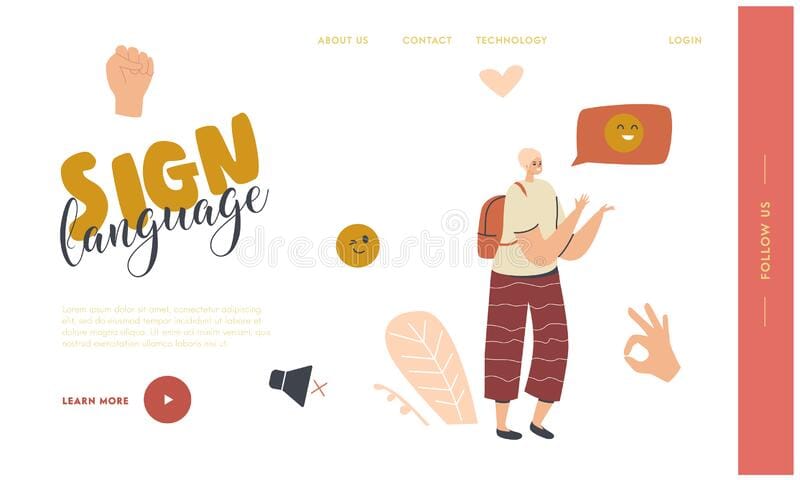 ABOUT US CONTACT TECHNOLOGY LOGIN
SIGN
language
Lorem ipsum dolor sit amet, consectetur
adipiscing elit, sed do eiusmod tempor incididunt
ut labore et dolore magna aliqua.
Ut enim ad minim veniam, quis nostrud
exercitation ullamco laboris nisi ut aliquip
LEARN MORE
FOLLOW US
dreamstime